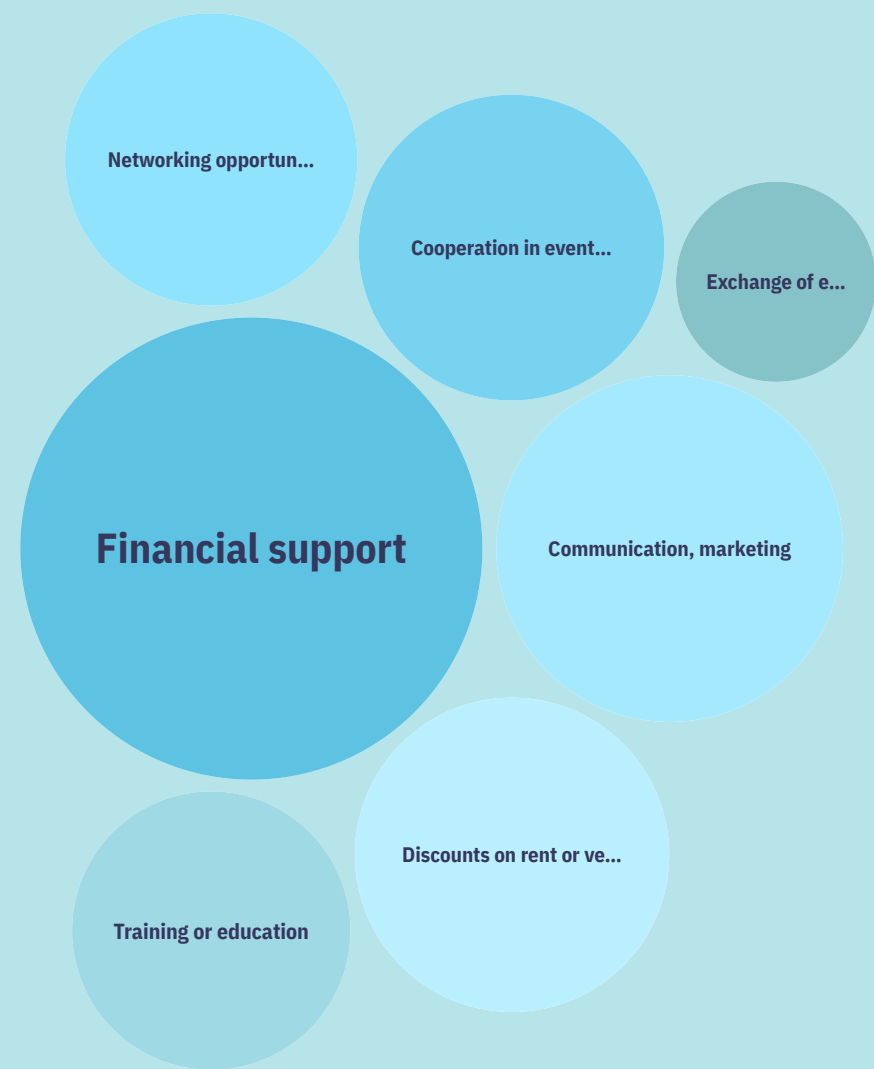 Networking opportun...
Cooperation in event...
Exchange of e...
Financial support
Communication, marketing
Discounts on rent or ve...
Training or education